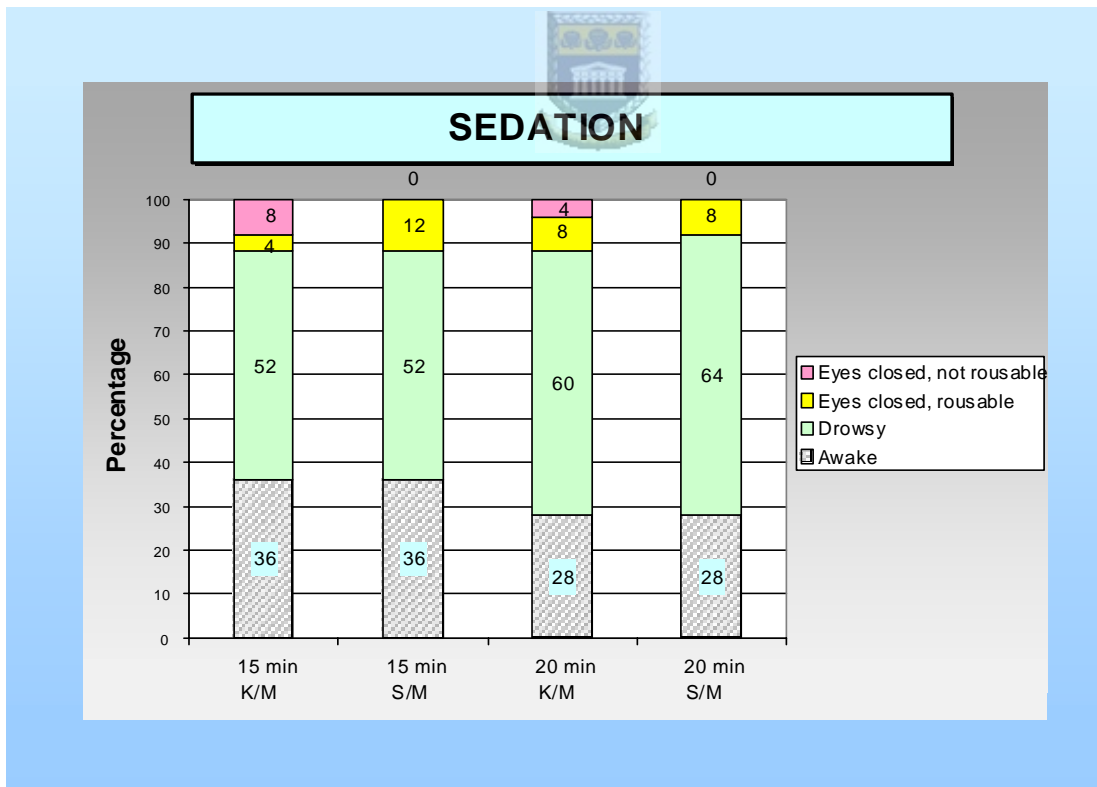 SEDATION
0 0
100
90
80
70
60
50
40
30
20
10
0
Percentage
8 4
4 12 8 8
52 52 60 64
36 36 28 28
15 min 15 min 20 min 20 min
K/M S/M K/M S/M
Eyes closed, not rousable
Eyes closed, rousable
Drowsy
Awake